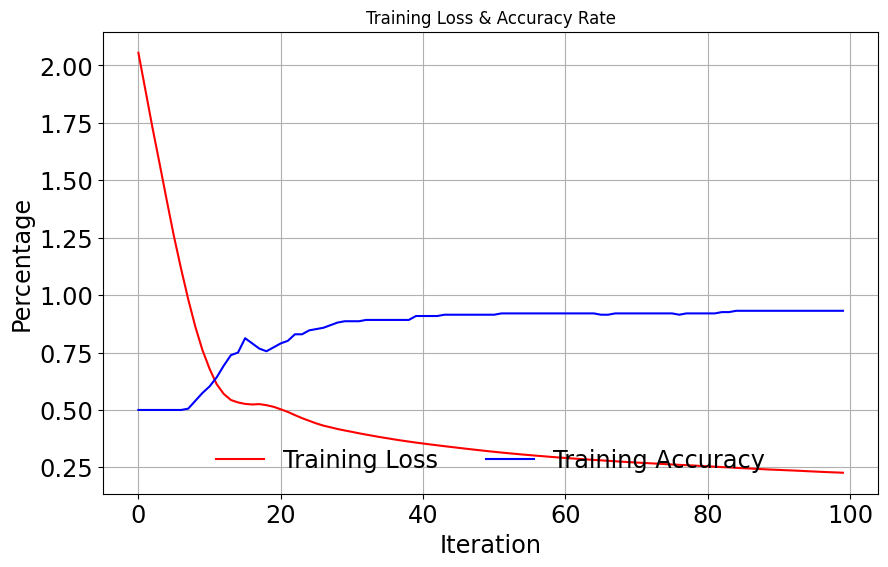 Training Loss & Accuracy Rate
Percentage
2.00
1.75
1.50
1.25
1.00
0.75
0.50
0.25
Training Loss Training Accuracy
0 20 40 60 80 100
Iteration